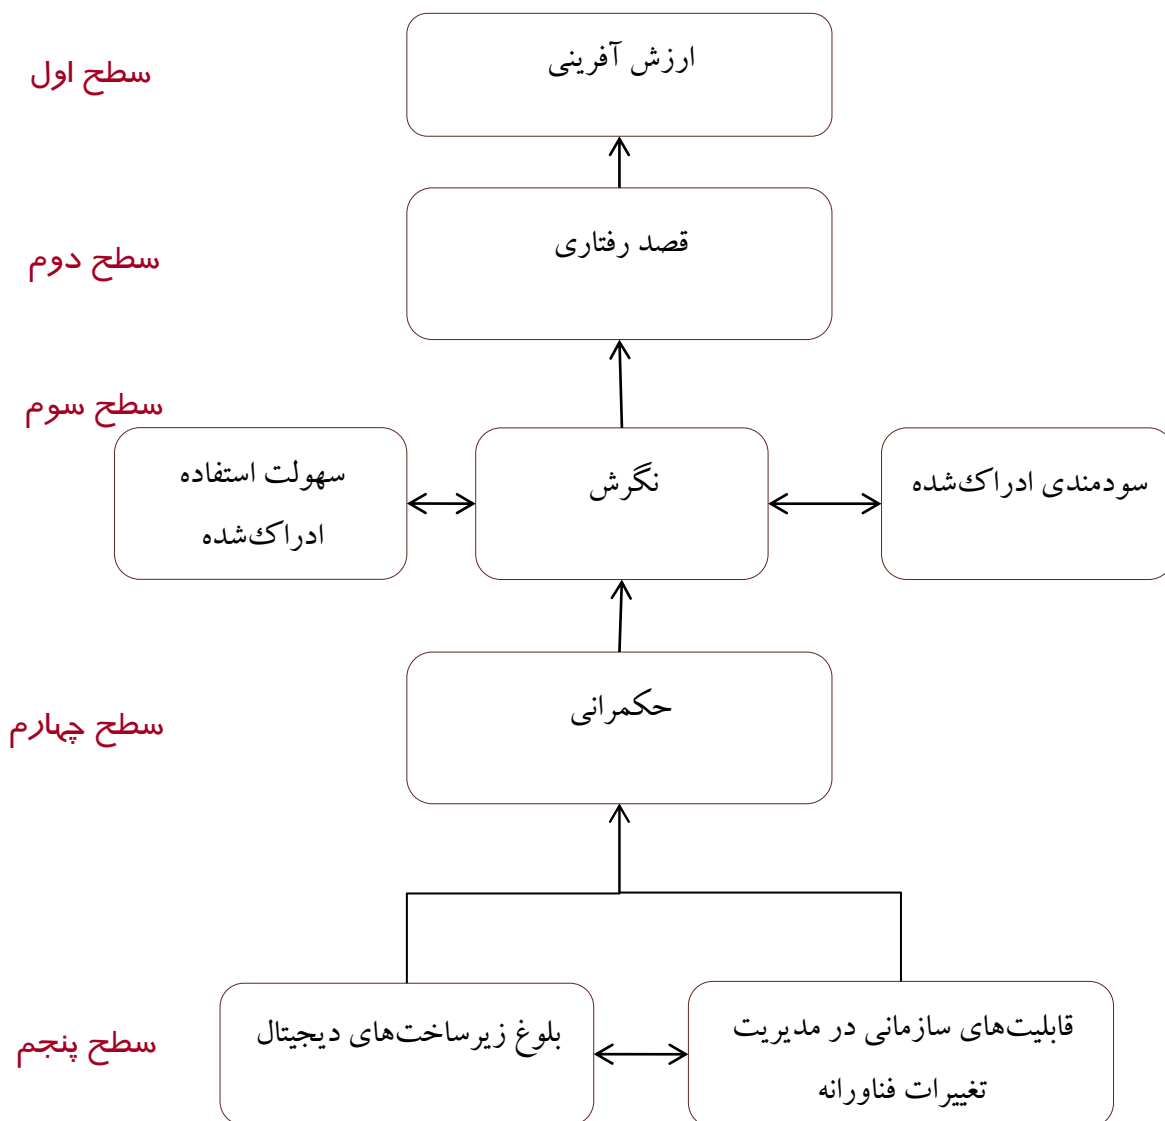 سطح اول
ارزش آفرینی
سطح دوم
قصد رفتاری
سطح سوم
سودمندی ادراک‌شده
نگرش
سهولت استفاده
ادراک‌شده
سطح چهارم
حکمرانی
سطح پنجم
قابلیت‌های سازمانی در مدیریت
تغییرات فناورانه
بلوغ زیرساخت‌های دیجیتال